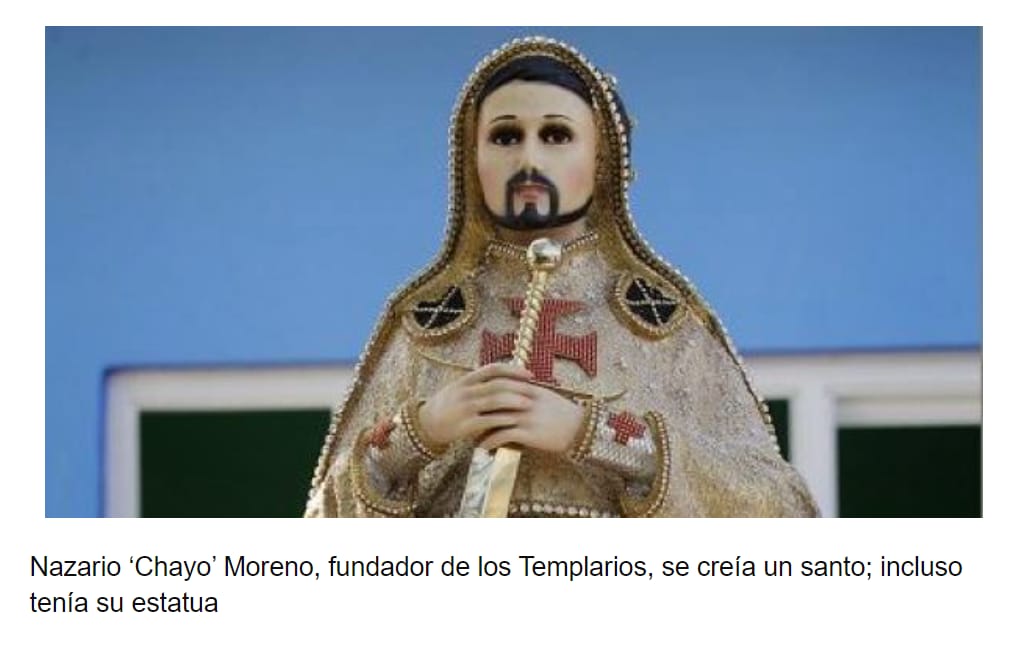 Nazario ‘Chayo’ Moreno, fundador de los Templarios, se creía un santo; incluso
tenía su estatua